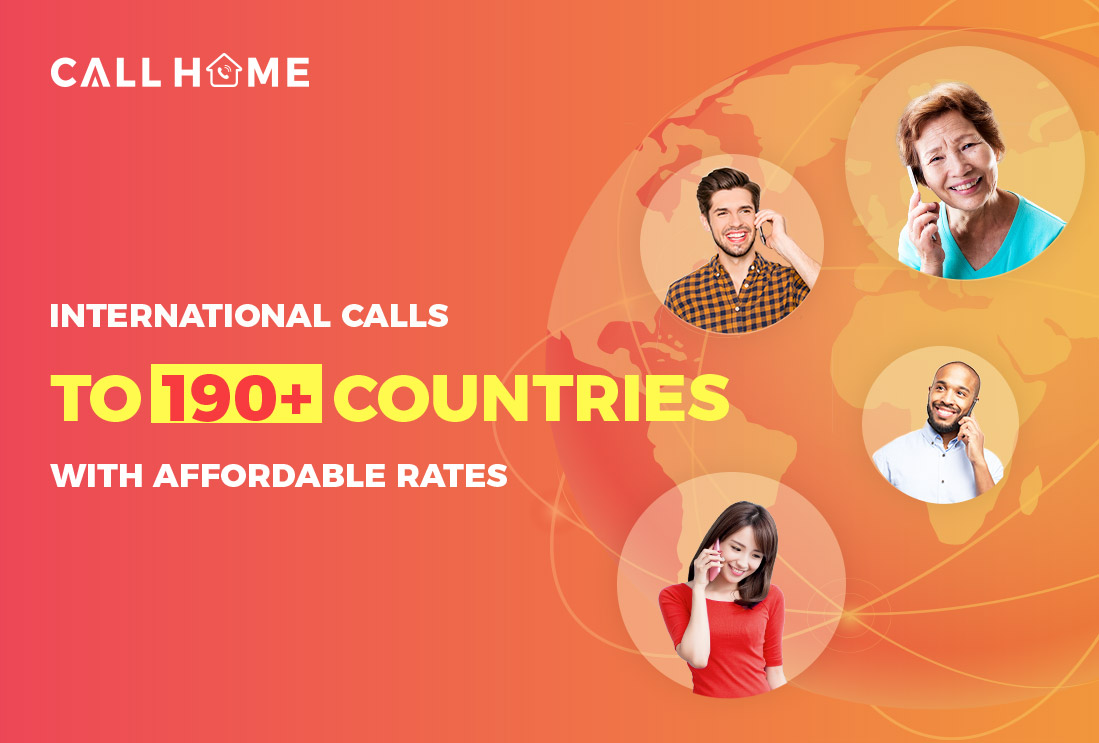 CALL HOME
INTERNATIONAL CALLS
TO 190+ COUNTRIES
WITH AFFORDABLE RATES